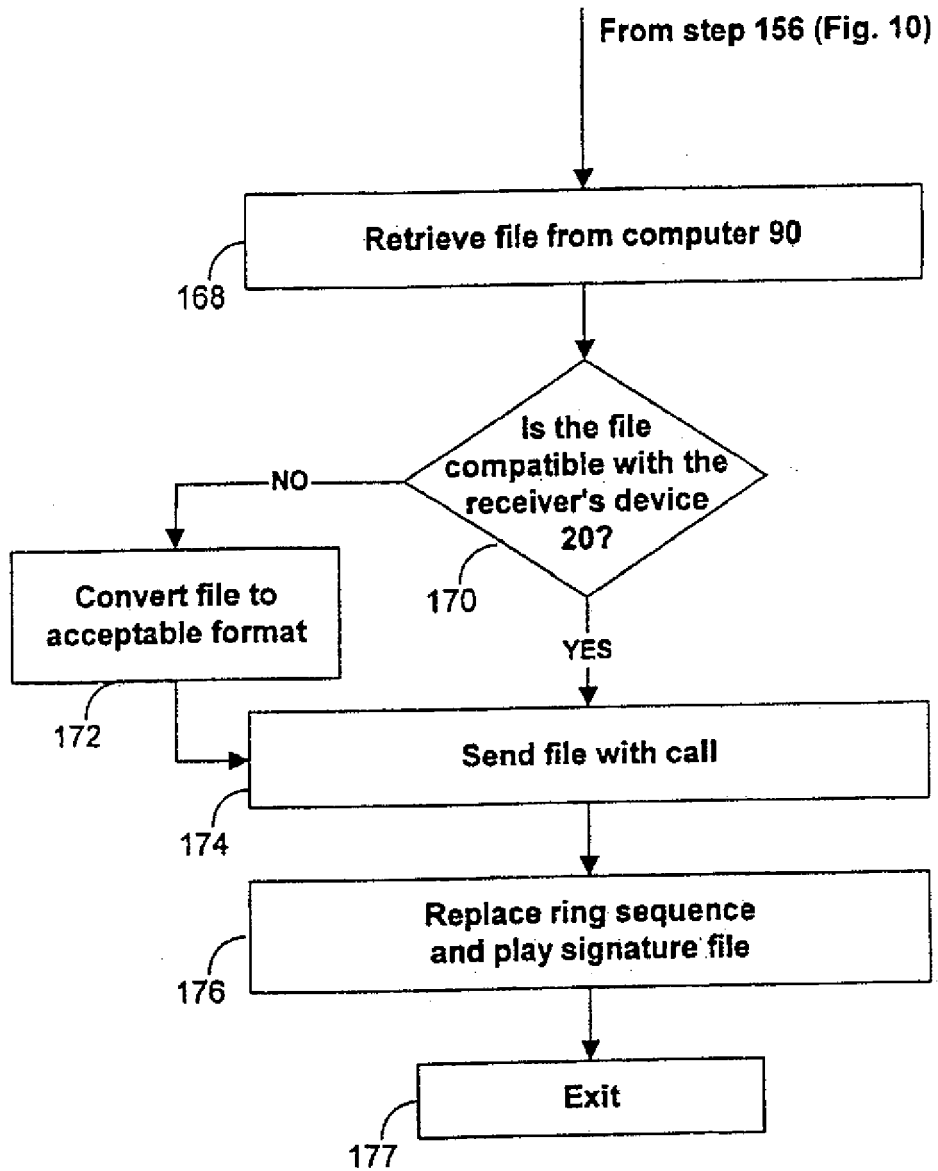 From step 156 (Fig. 10)
Retrieve file from computer 90
168
Is the file
compatible with the
receiver's device
20?
NO
170
Convert file to
acceptable format
YES
172
Send file with call
174
Replace ring sequence
and play signature file
176
Exit
177